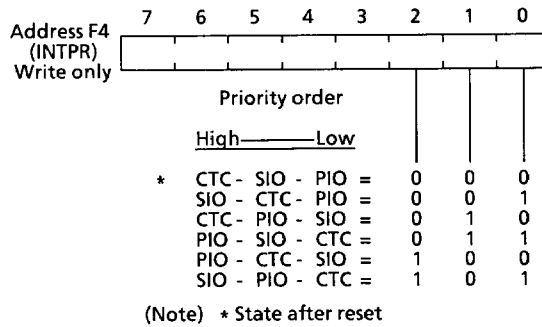 7 6 5 4 3 2 1 0
Address F4
(INTPR)
Write only
Priority order
High Low
* CTC - SIO - PIO = 0 0 0
SIO - CTC - PIO = 0 0 1
CTC - PIO - SIO = 0 1 0
PIO - SIO - CTC = 0 1 1
PIO - CTC - SIO = 1 0 0
SIO - PIO - CTC = 1 0 1
(Note) * State after reset